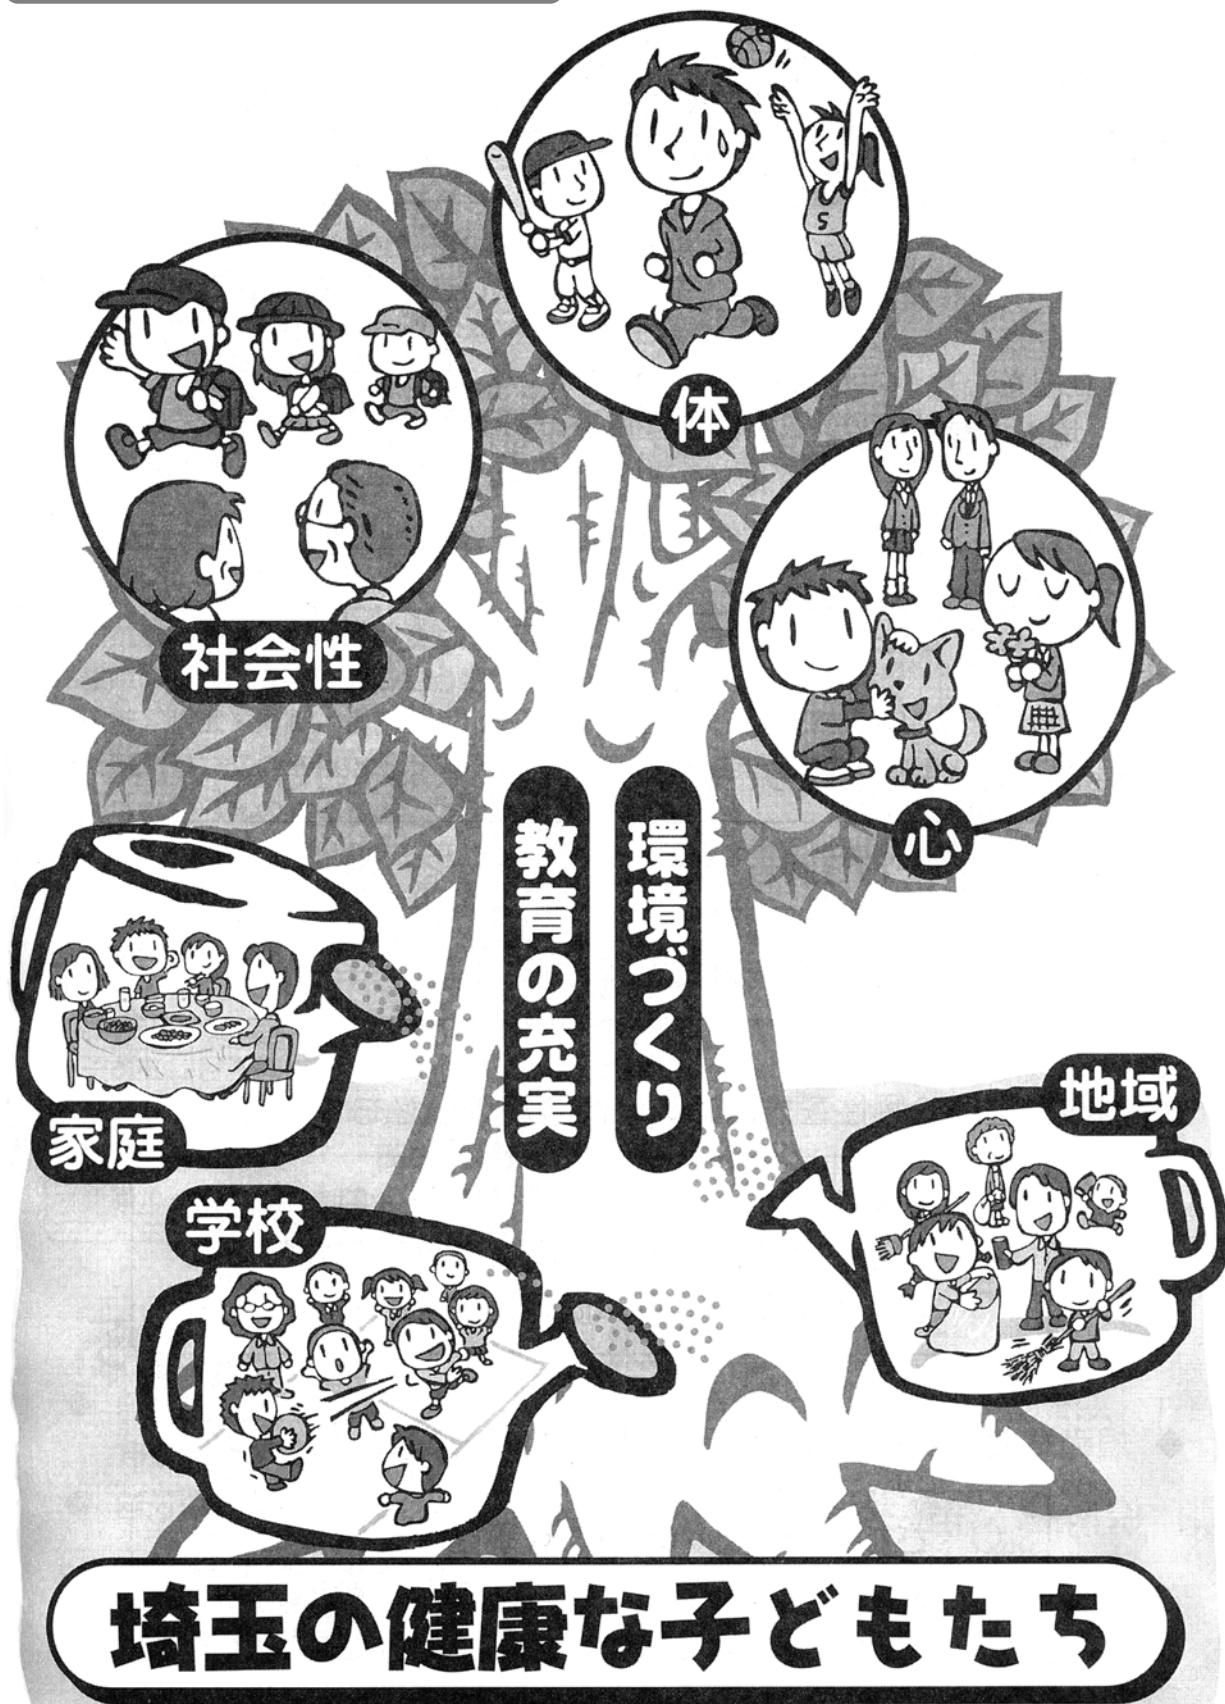 体
社会性
心
環境づくり
教育の充実
家庭
地域
学校
5
埼玉の健康な子どもたち